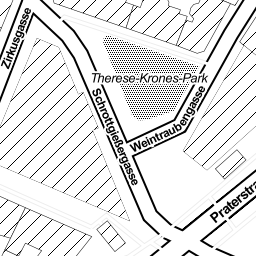 Zirkusgasse
Therese-Krones-Park
Schrottgießergasse
Weintraubengasse
Praterstra